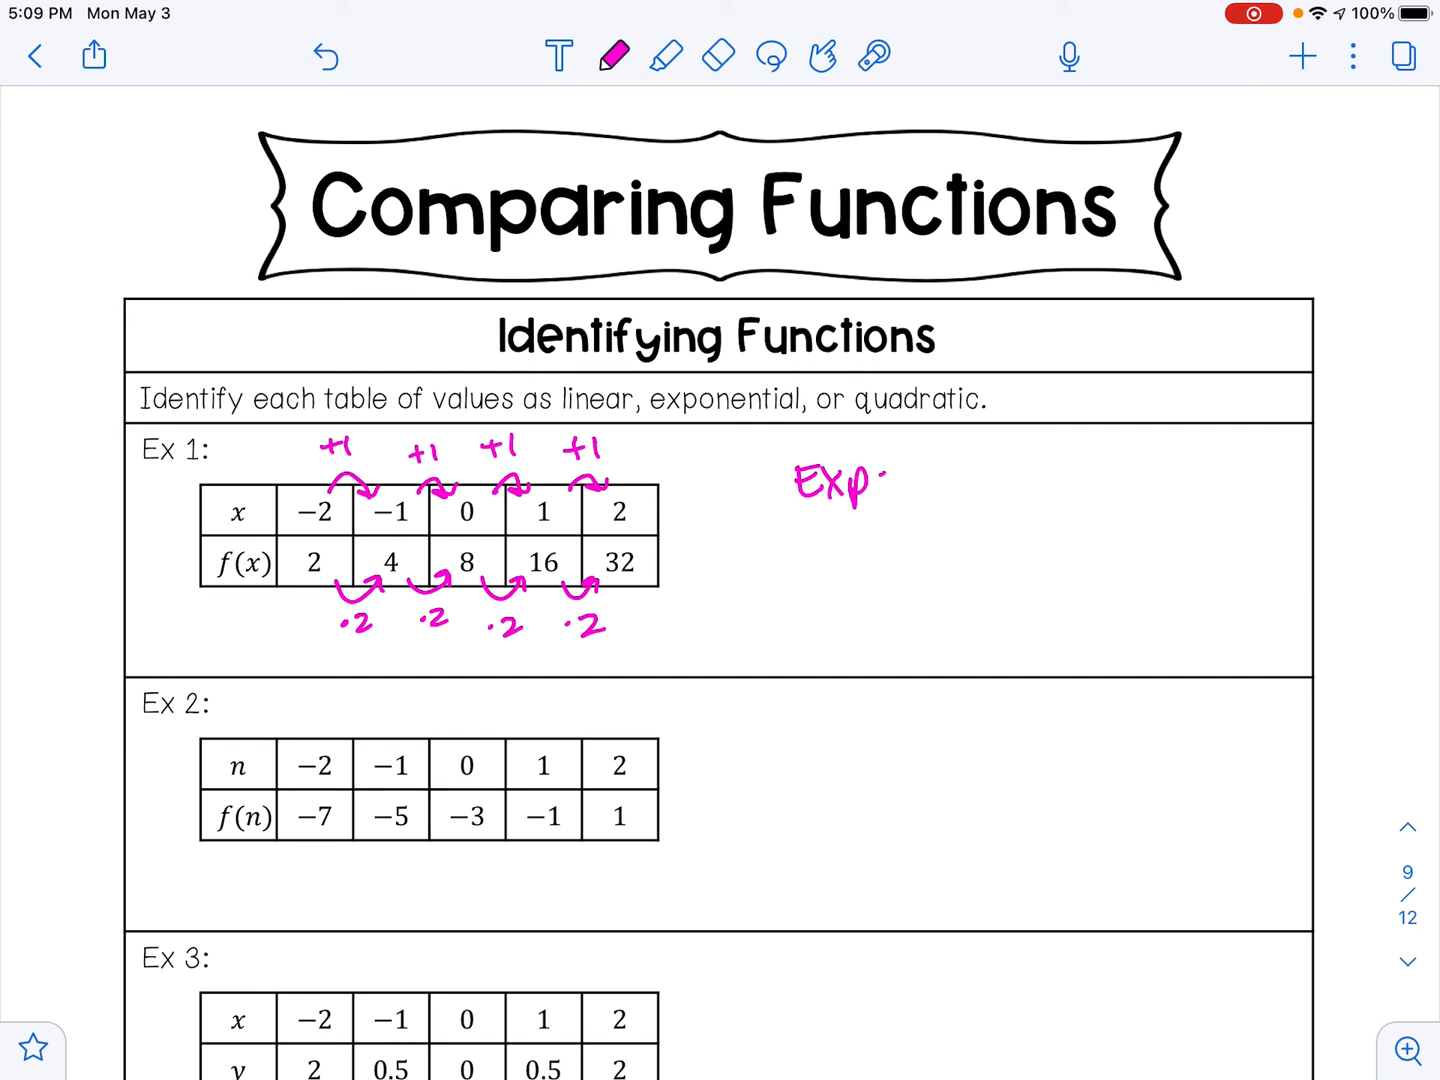 5:09 PM Mon May 3 100%
Comparing Functions
Identifying Functions
Identify each table of values as linear, exponential, or quadratic.
Ex 1:
+1 +1 +1 +1
Exp.
x −2 −1 0 1 2
f(x) 2 4 8 16 32
·2 ·2 ·2 ·2
Ex 2:
n −2 −1 0 1 2
f(n) −7 −5 −3 −1 1
9
/
12
Ex 3:
x −2 −1 0 1 2
y 2 0.5 0 0.5 2